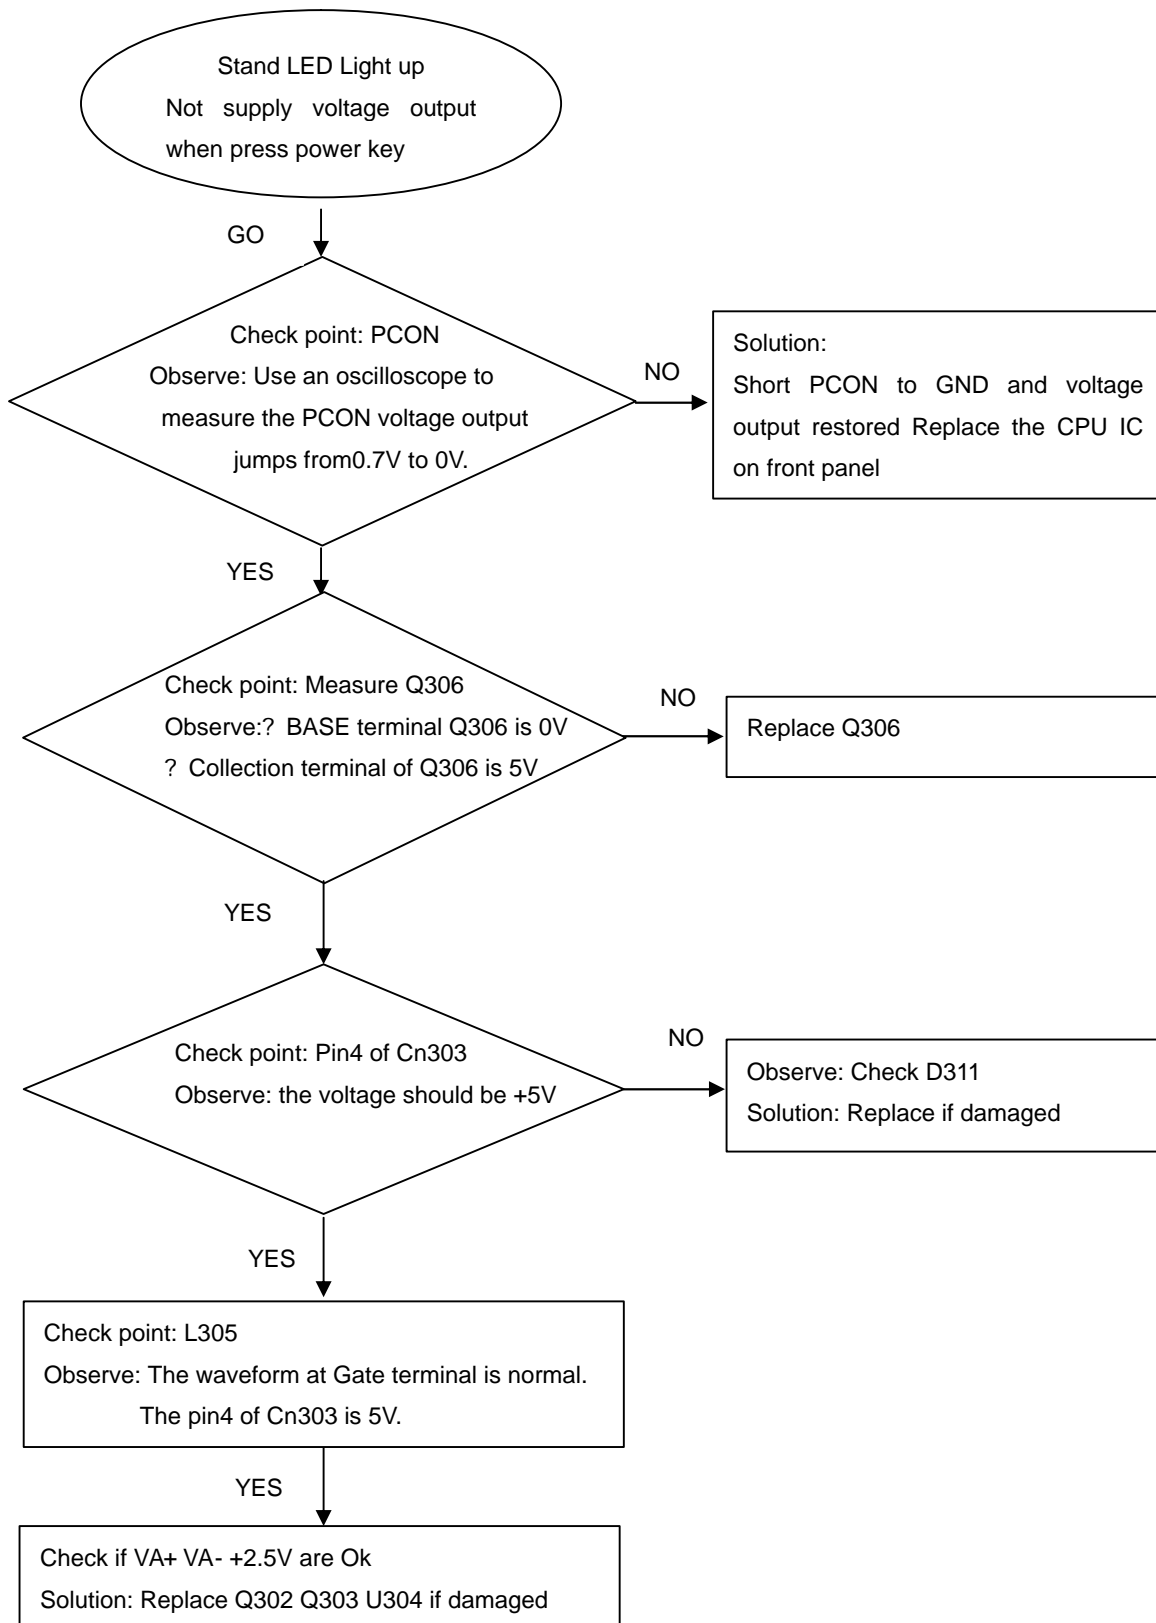 Stand LED Light up
Not supply voltage output
when press power key
GO
Check point: PCON
Observe: Use an oscilloscope to
measure the PCON voltage output
jumps from0.7V to 0V.
NO
Solution:
Short PCON to GND and voltage
output restored Replace the CPU IC
on front panel
YES
Check point: Measure Q306
Observe:? BASE terminal Q306 is 0V
? Collection terminal of Q306 is 5V
NO
Replace Q306
YES
Check point: Pin4 of Cn303
Observe: the voltage should be +5V
NO
Observe: Check D311
Solution: Replace if damaged
YES
Check point: L305
Observe: The waveform at Gate terminal is normal.
The pin4 of Cn303 is 5V.
YES
Check if VA+ VA- +2.5V are Ok
Solution: Replace Q302 Q303 U304 if damaged